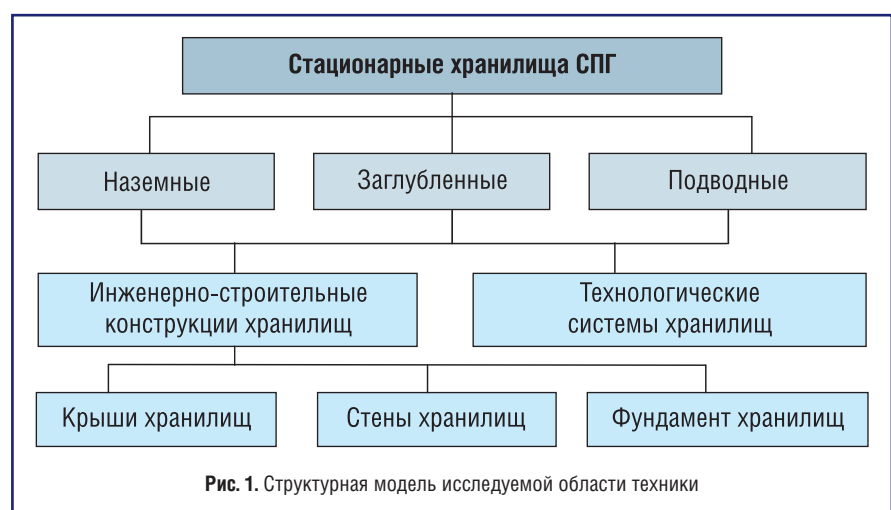 Стационарные хранилища СПГ
Наземные
Заглубленные
Подводные
Инженерно-строительные
конструкции хранилищ
Технологические
системы хранилищ
Крыши хранилищ
Стены хранилищ
Фундамент хранилищ
Рис. 1. Структурная модель исследуемой области техники